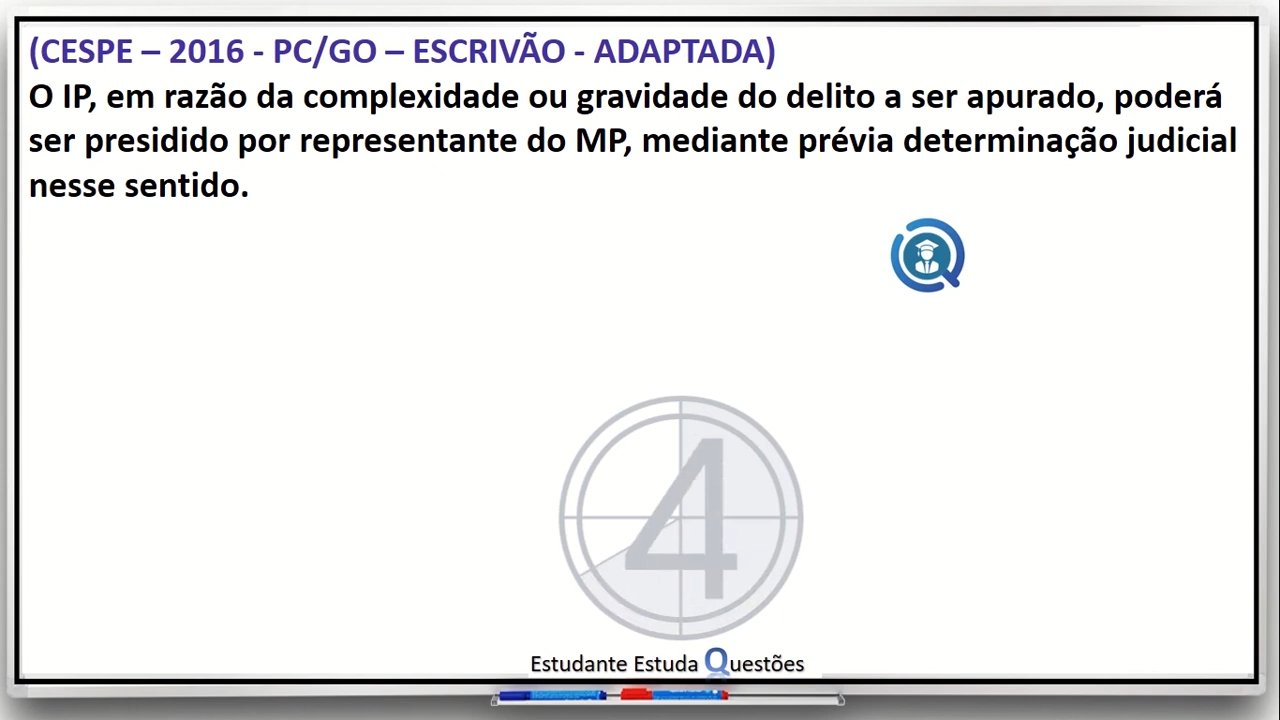 (CESPE – 2016 - PC/GO – ESCRIVÃO - ADAPTADA)
O IP, em razão da complexidade ou gravidade do delito a ser apurado, poderá
ser presidido por representante do MP, mediante prévia determinação judicial
nesse sentido.
4
Estudante Estuda Questões